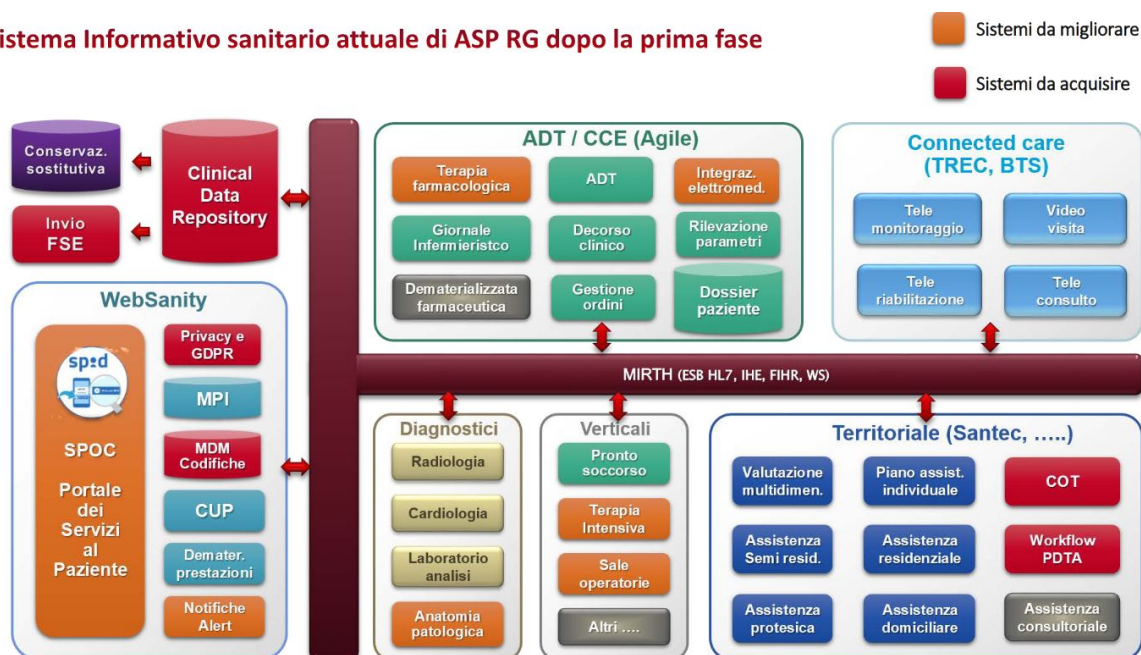 istema Informativo sanitario attuale di ASP RG dopo la prima fase
Sistemi da migliorare
Sistemi da acquisire
Conservaz.
sostitutiva
Invio
FSE
Clinical
Data
Repository
ADT / CCE (Agile)
Terapia
farmacologica
ADT
Integraz.
elettromed.
Giornale
Infermieristco
Decorso
clinico
Rilevazione
parametri
Dematerializzata
farmaceutica
Gestione
ordini
Dossier
paziente
Connected care
(TREC, BTS)
Tele
monitoraggio
Video
visita
Tele
riabilitazione
Tele
consulto
WebSanity
spid
SPOC
Portale
dei
Servizi
al
Paziente
Privacy e
GDPR
MPI
MDM
Codifiche
CUP
Demater.
prestazioni
Notifiche
Alert
MIRTH (ESB HL7, IHE, FIHR, WS)
Diagnostici
Radiologia
Cardiologia
Laboratorio
analisi
Anatomia
patologica
Verticali
Pronto
soccorso
Terapia
Intensiva
Sale
operatorie
Altri ....
Territoriale (Santec, .....)
Valutazione
multidimen.
Piano assist.
individuale
COT
Assistenza
Semi resid.
Assistenza
residenziale
Workflow
PDTA
Assistenza
protesica
Assistenza
domiciliare
Assistenza
consultoriale